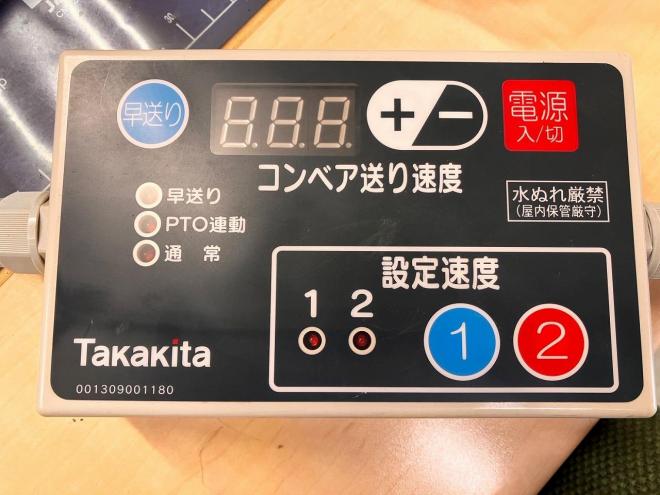 早送り
8.8.8
+/−
電源
入/切
コンベア送り速度
早送り
PTO連動
通 常
水ぬれ厳禁
(屋内保管厳守)
設定速度
1 2
1 2
Takakita
001309001180